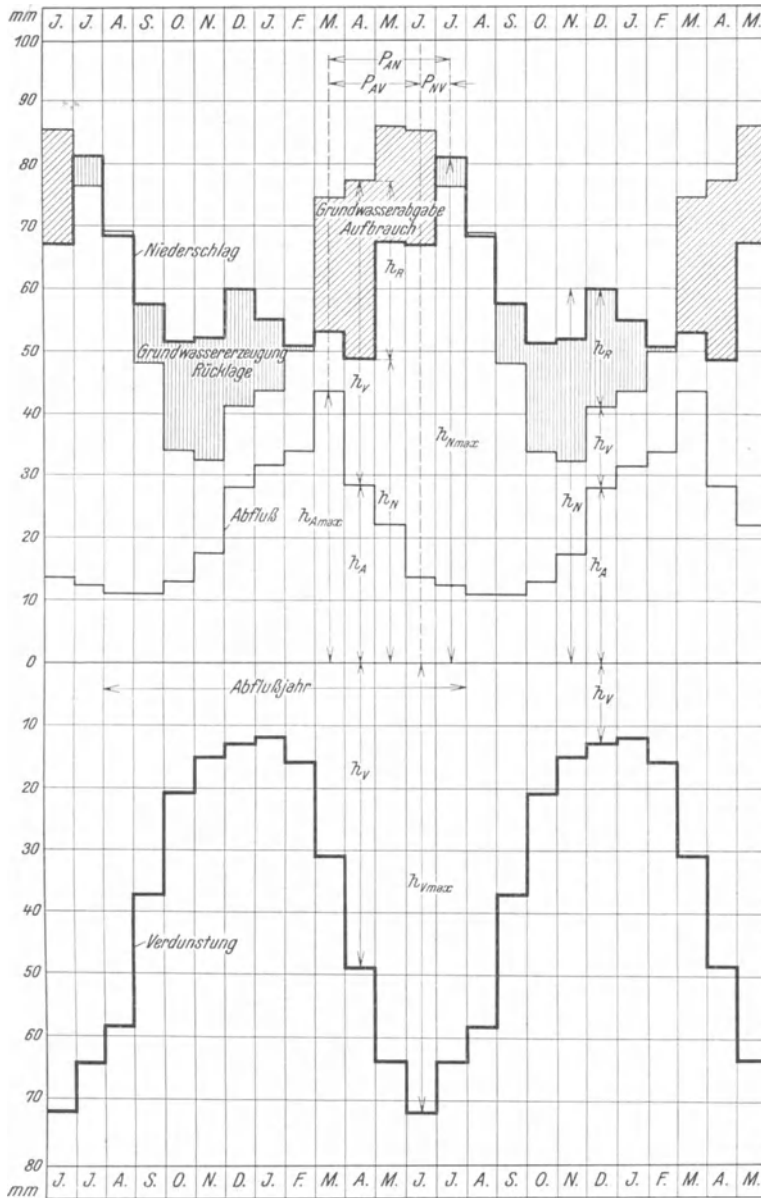 mm J. J. A. S. O. N. D. J. F. M. A. M. J. J. A. S. O. N. D. J. F. M. A. M.
100
P_AN
90
P_AV P_NV
80
70
Grundwasserabgabe
Aufbrauch
Niederschlag
h_R
60
Grundwassererzeugung
Rücklage
h_R
50
h_V
40
h_Nmax
h_V
30
Abfluß
h_Amax
h_N
h_N
20
h_A
h_A
10
0
Abflußjahr
h_V
10
h_V
20
30
h_Vmax
40
Verdunstung
50
60
70
80
mm J. J. A. S. O. N. D. J. F. M. A. M. J. J. A. S. O. N. D. J. F. M. A. M.